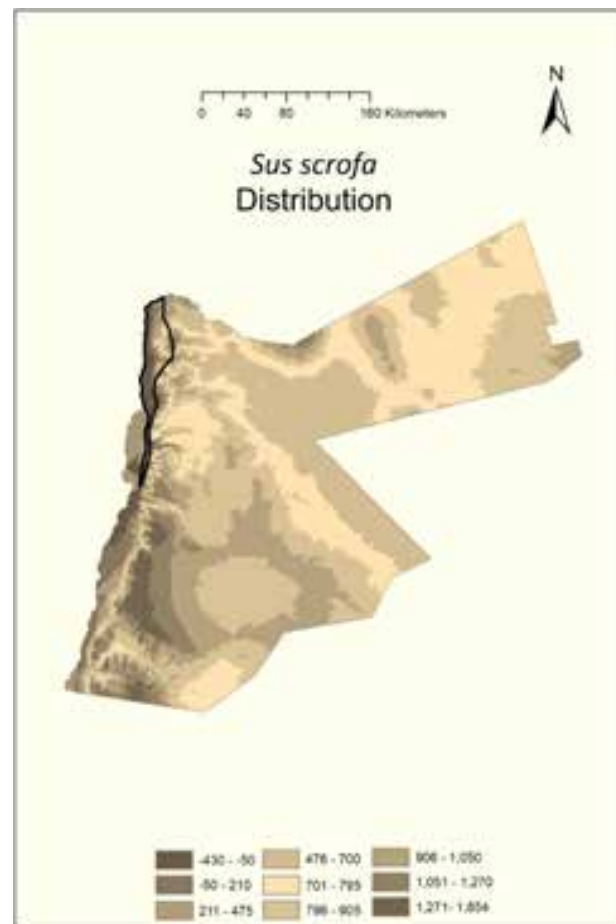 N
0 40 80 160 Kilometers
Sus scrofa
Distribution
-430 - -50
-50 - 210
211 - 475
476 - 700
701 - 795
796 - 905
906 - 1,050
1,051 - 1,270
1,271- 1,854